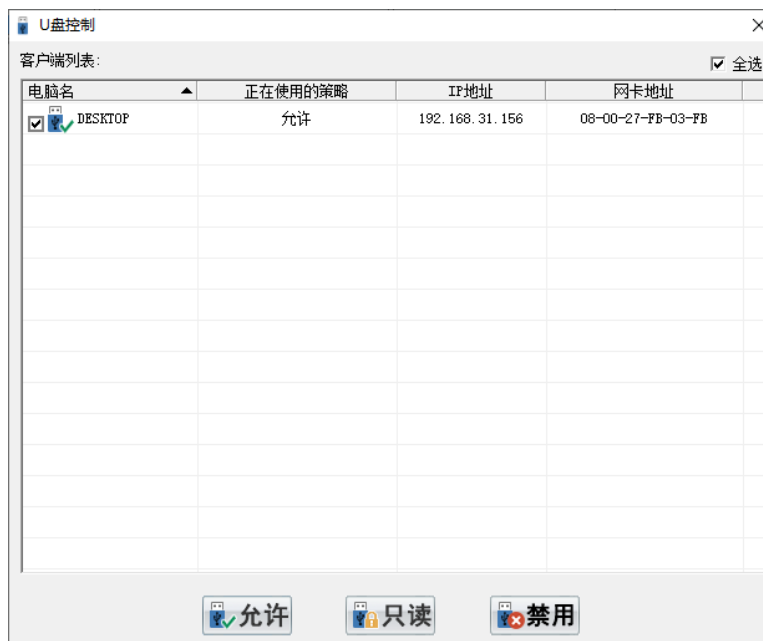 U盘控制
客户端列表:
全选
电脑名 正在使用的策略 IP地址 网卡地址
DESKTOP 允许 192.168.31.156 08-00-27-FB-03-FB
允许 只读 禁用